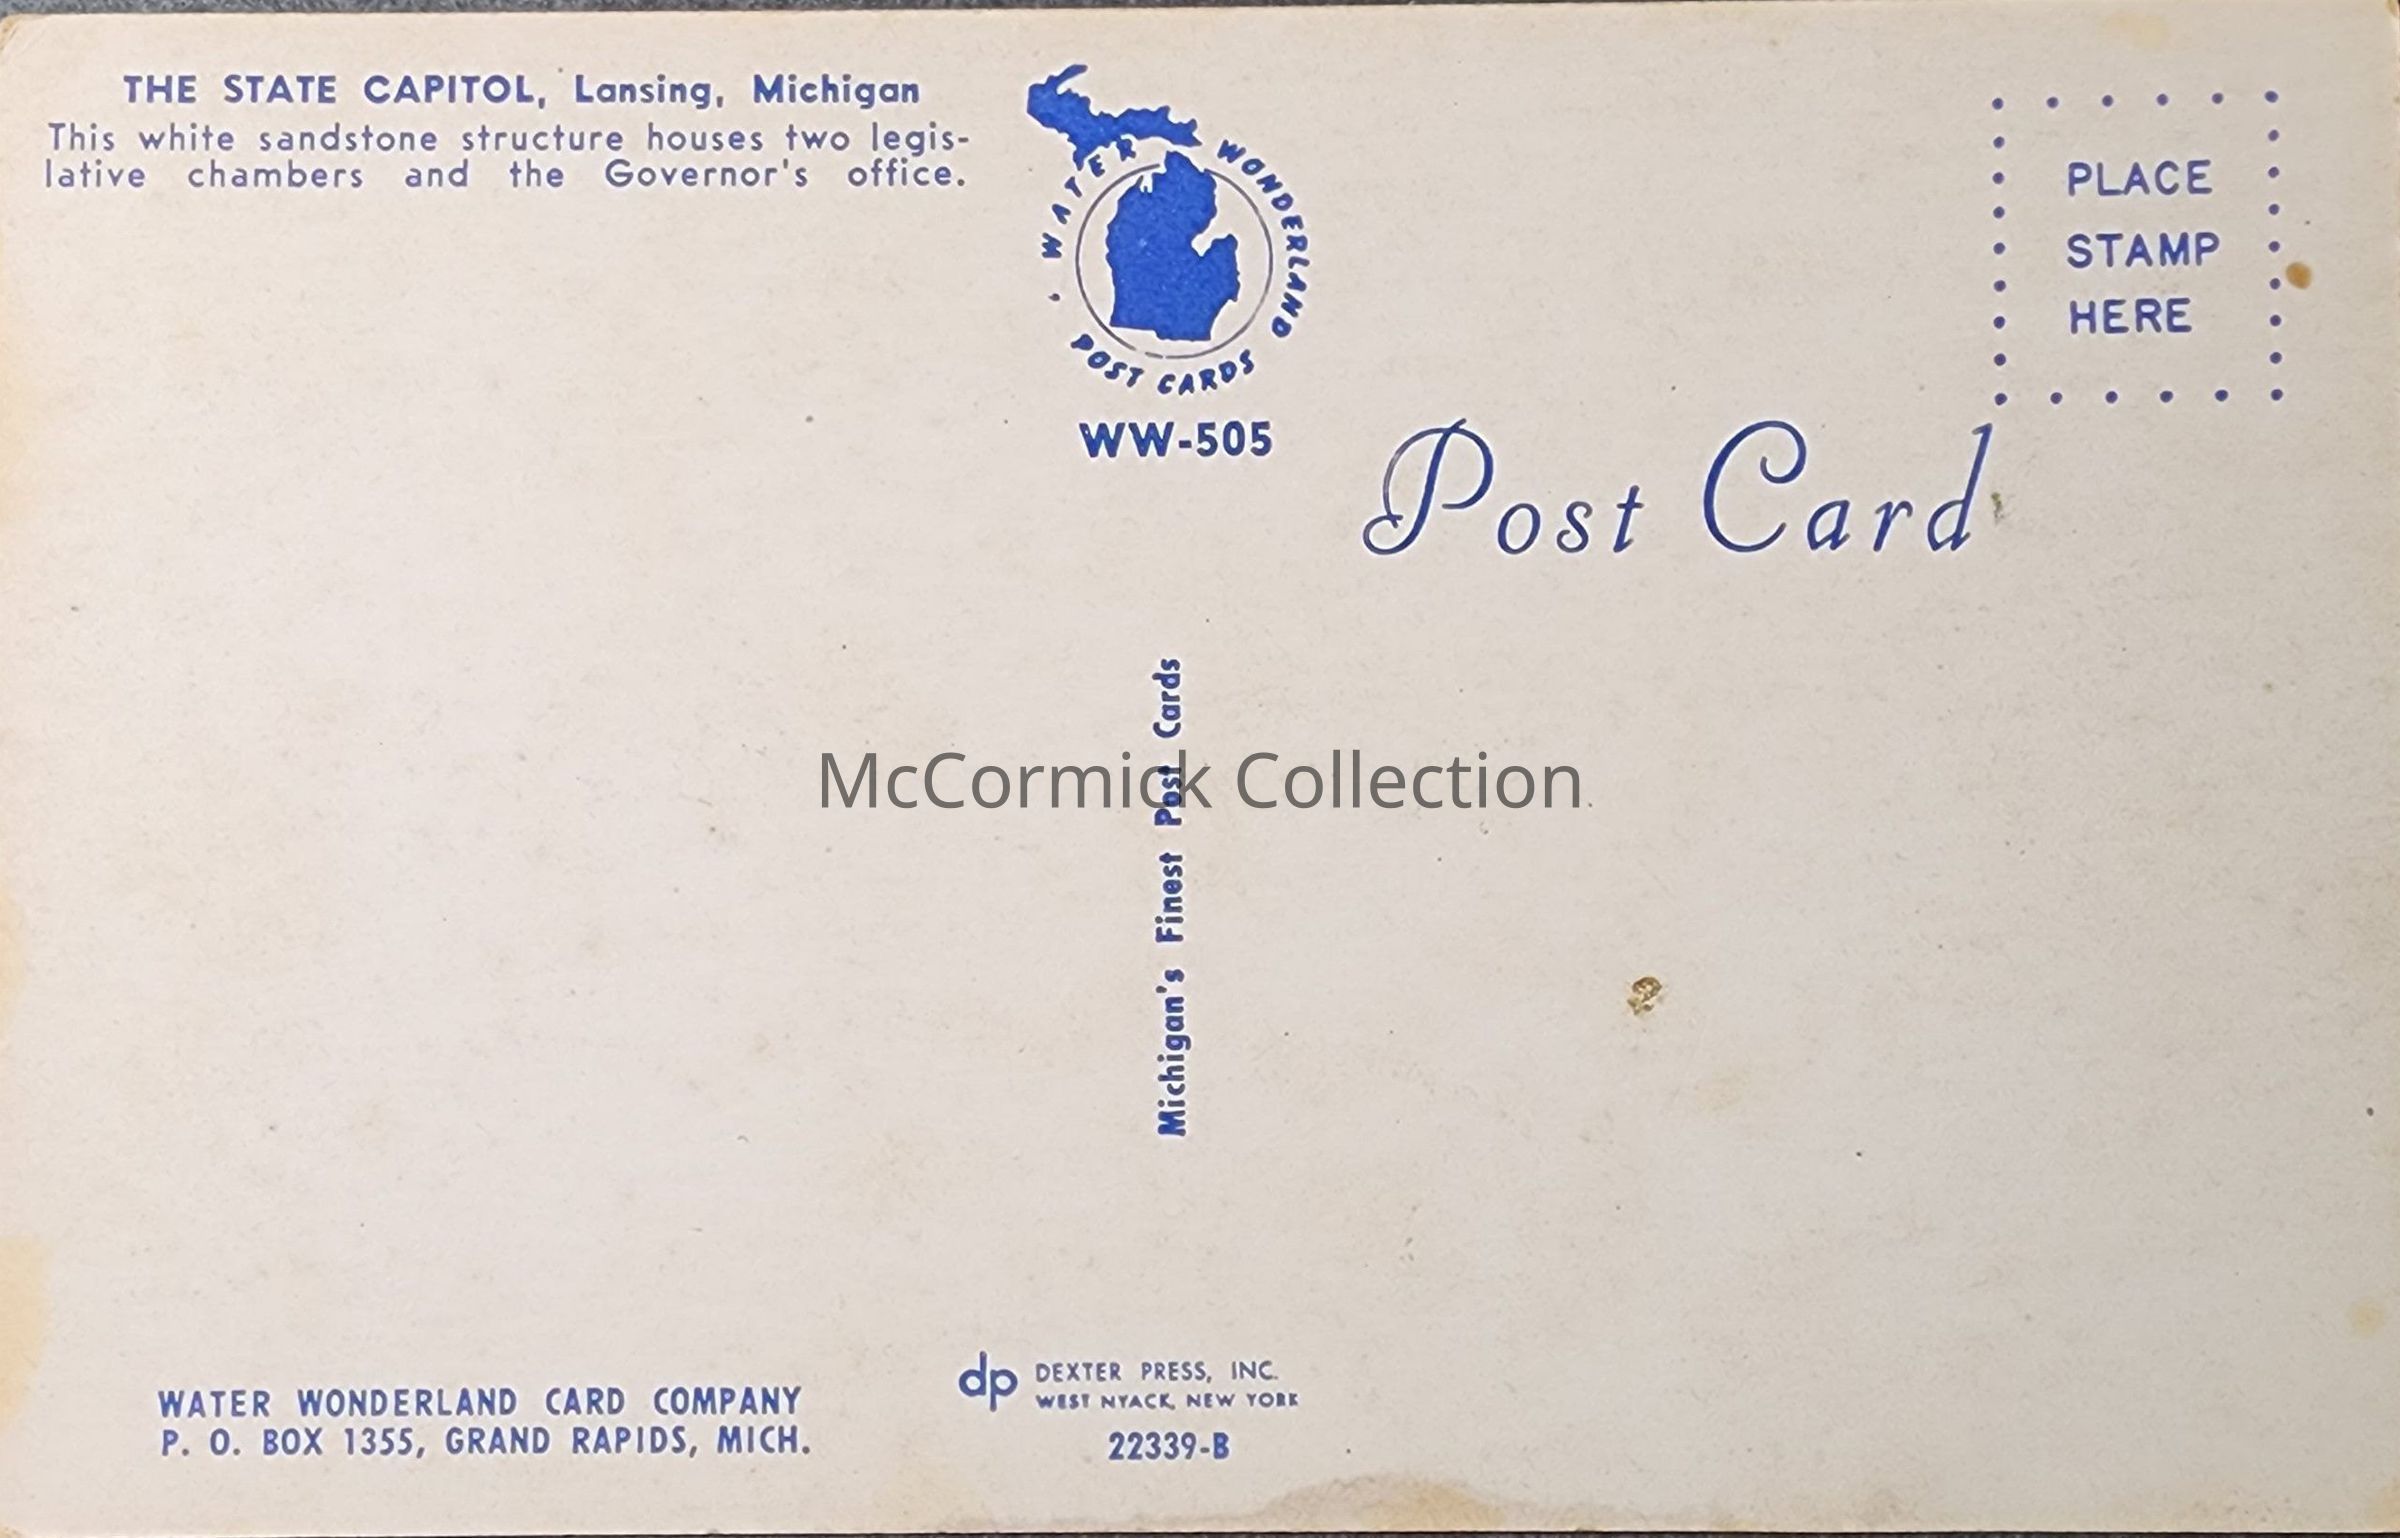 THE STATE CAPITOL, Lansing, Michigan
This white sandstone structure houses two legis-
lative chambers and the Governor's office.
WATER WONDERLAND
POST CARDS
WW-505
PLACE
STAMP
HERE
Post Card
Michigan's Finest Post Cards
McCormick Collection
WATER WONDERLAND CARD COMPANY
P. O. BOX 1355, GRAND RAPIDS, MICH.
dp
DEXTER PRESS, INC.
WEST NYACK, NEW YORK
22339-B